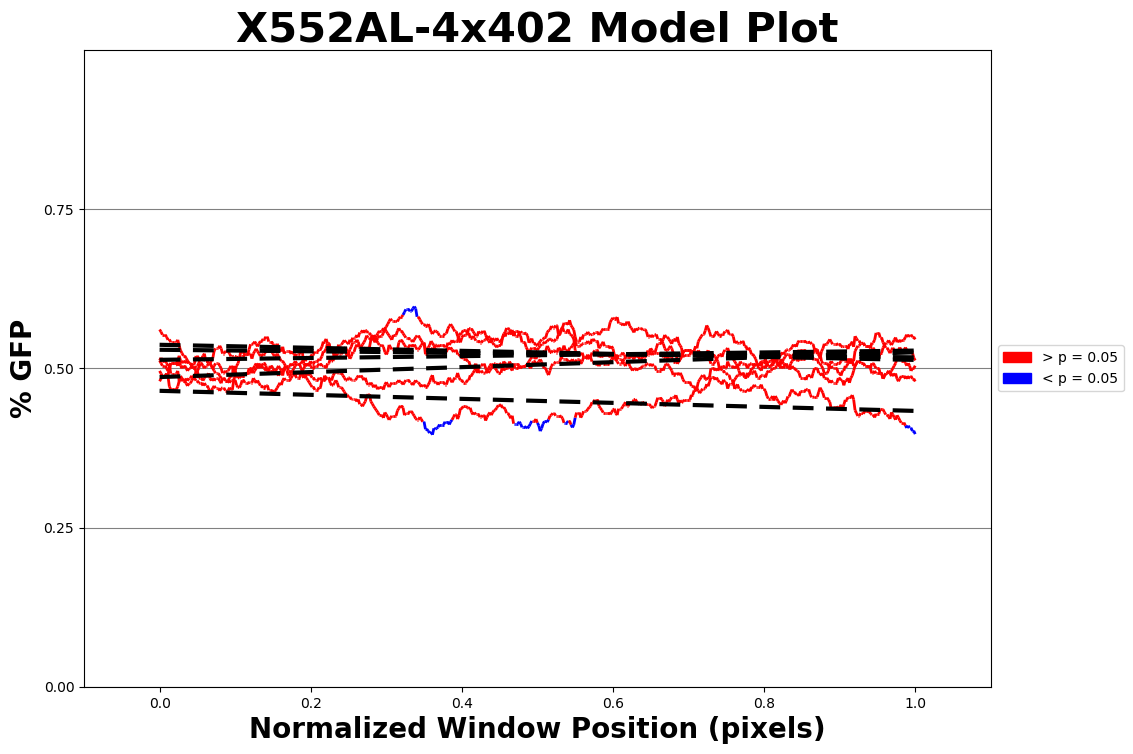 X552AL-4x402 Model Plot
% GFP
0.75
0.50
0.25
0.00
0.0 0.2 0.4 0.6 0.8 1.0
Normalized Window Position (pixels)
> p = 0.05
< p = 0.05